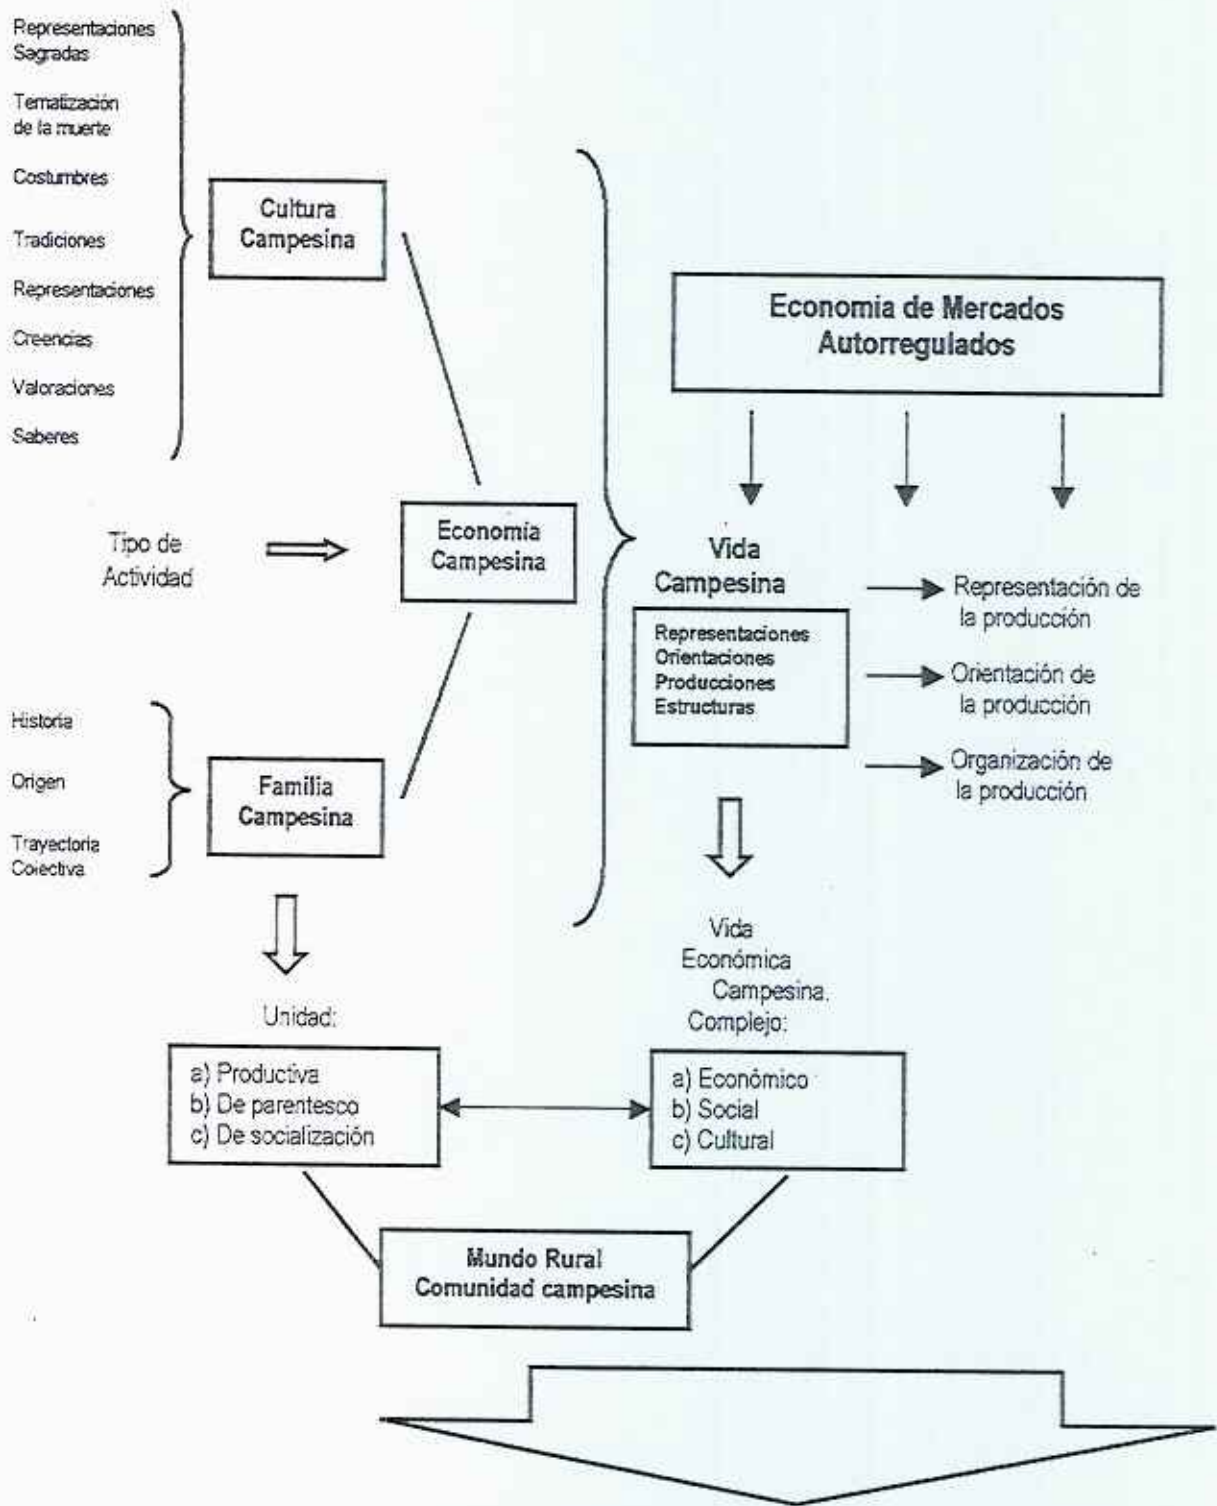 Representaciones
Sagradas
Tematización
de la muerte
Costumbres
Tradiciones
Representaciones
Creencias
Valoraciones
Saberes
Cultura
Campesina
Tipo de
Actividad
Economía
Campesina
Historia
Origen
Trayectoria
Colectiva
Familia
Campesina
Unidad:
a) Productiva
b) De parentesco
c) De socialización
Economia de Mercados
Autorregulados
Vida
Campesina
Representaciones
Orientaciones
Producciones
Estructuras
Representación de
la producción
Orientación de
la producción
Organización de
la producción
Vida
Económica
Campesina.
Complejo:
a) Económico
b) Social
c) Cultural
Mundo Rural
Comunidad campesina